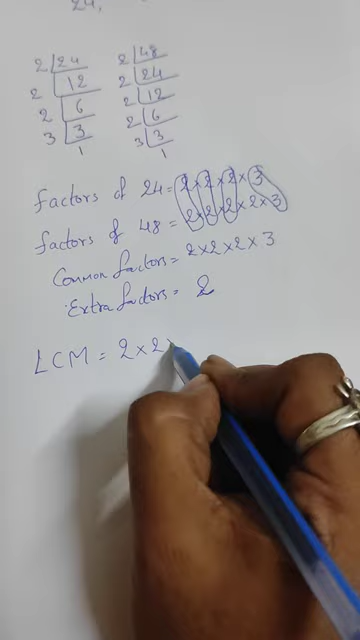 24,
2 | 24   2 | 48
2 | 12   2 | 24
2 | 6   2 | 12
3 | 3   2 | 6
1   3 | 3
1
factors of 24 = 2×2×2×3
factors of 48 = 2×2×2×2×3
Common factors = 2×2×2×3
Extra factors = 2
LCM = 2×2×